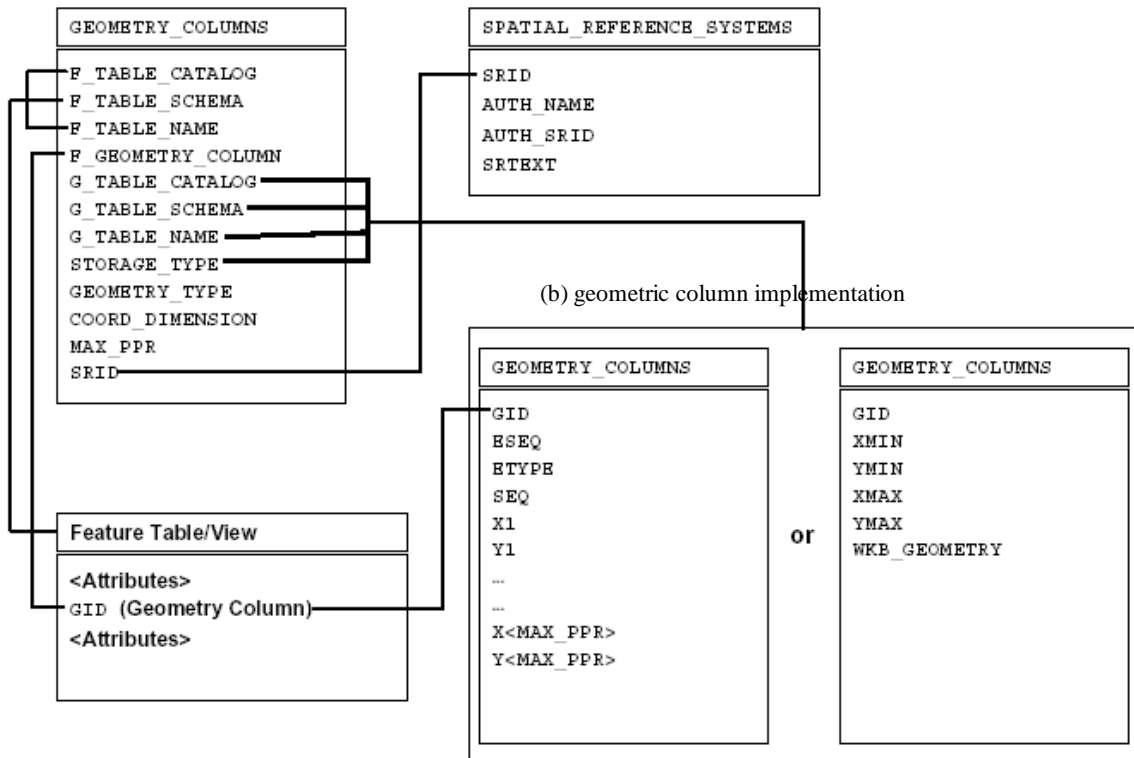 GEOMETRY_COLUMNS
F_TABLE_CATALOG
F_TABLE_SCHEMA
F_TABLE_NAME
F_GEOMETRY_COLUMN
G_TABLE_CATALOG
G_TABLE_SCHEMA
G_TABLE_NAME
STORAGE_TYPE
GEOMETRY_TYPE
COORD_DIMENSION
MAX_PPR
SRID
SPATIAL_REFERENCE_SYSTEMS
SRID
AUTH_NAME
AUTH_SRID
SRTEXT
(b) geometric column implementation
Feature Table/View
<Attributes>
GID (Geometry Column)
<Attributes>
GEOMETRY_COLUMNS
GID
ESEQ
ETYPE
SEQ
X1
Y1
...
...
X<MAX_PPR>
Y<MAX_PPR>
or
GEOMETRY_COLUMNS
GID
XMIN
YMIN
XMAX
YMAX
WKB_GEOMETRY